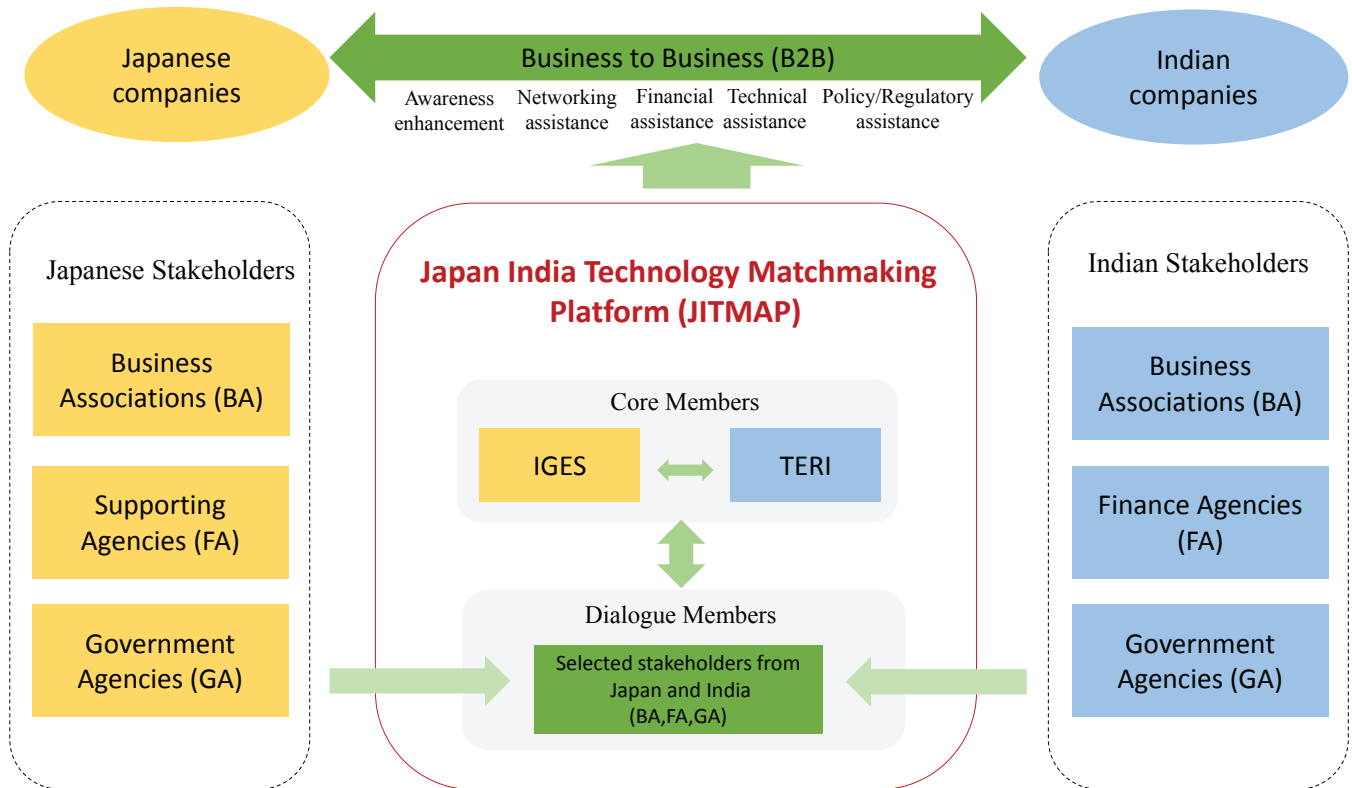 Japanese
companies
Business to Business (B2B)
Indian
companies
Awareness
enhancement
Networking
assistance
Financial
assistance
Technical
assistance
Policy/Regulatory
assistance
Japanese Stakeholders
Business
Associations (BA)
Supporting
Agencies (FA)
Government
Agencies (GA)
Japan India Technology Matchmaking
Platform (JITMAP)
Core Members
IGES
TERI
Dialogue Members
Selected stakeholders from
Japan and India
(BA,FA,GA)
Indian Stakeholders
Business
Associations (BA)
Finance Agencies
(FA)
Government
Agencies (GA)